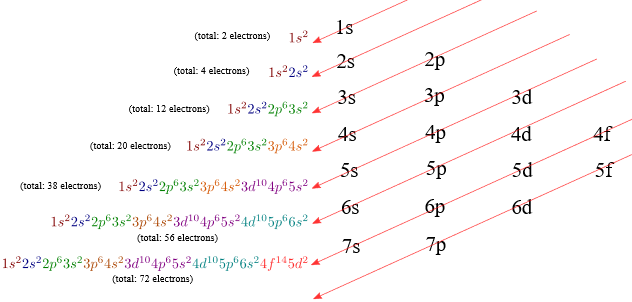 (total: 2 electrons) 1s² 1s
(total: 4 electrons) 1s²2s² 2s 2p
(total: 12 electrons) 1s²2s²2p⁶3s² 3s 3p 3d
(total: 20 electrons) 1s²2s²2p⁶3s²3p⁶4s² 4s 4p 4d 4f
(total: 38 electrons) 1s²2s²2p⁶3s²3p⁶4s²3d¹⁰4p⁶5s² 5s 5p 5d 5f
1s²2s²2p⁶3s²3p⁶4s²3d¹⁰4p⁶5s²4d¹⁰5p⁶6s² 6s 6p 6d
(total: 56 electrons)
1s²2s²2p⁶3s²3p⁶4s²3d¹⁰4p⁶5s²4d¹⁰5p⁶6s²4f¹⁴5d² 7s 7p
(total: 72 electrons)